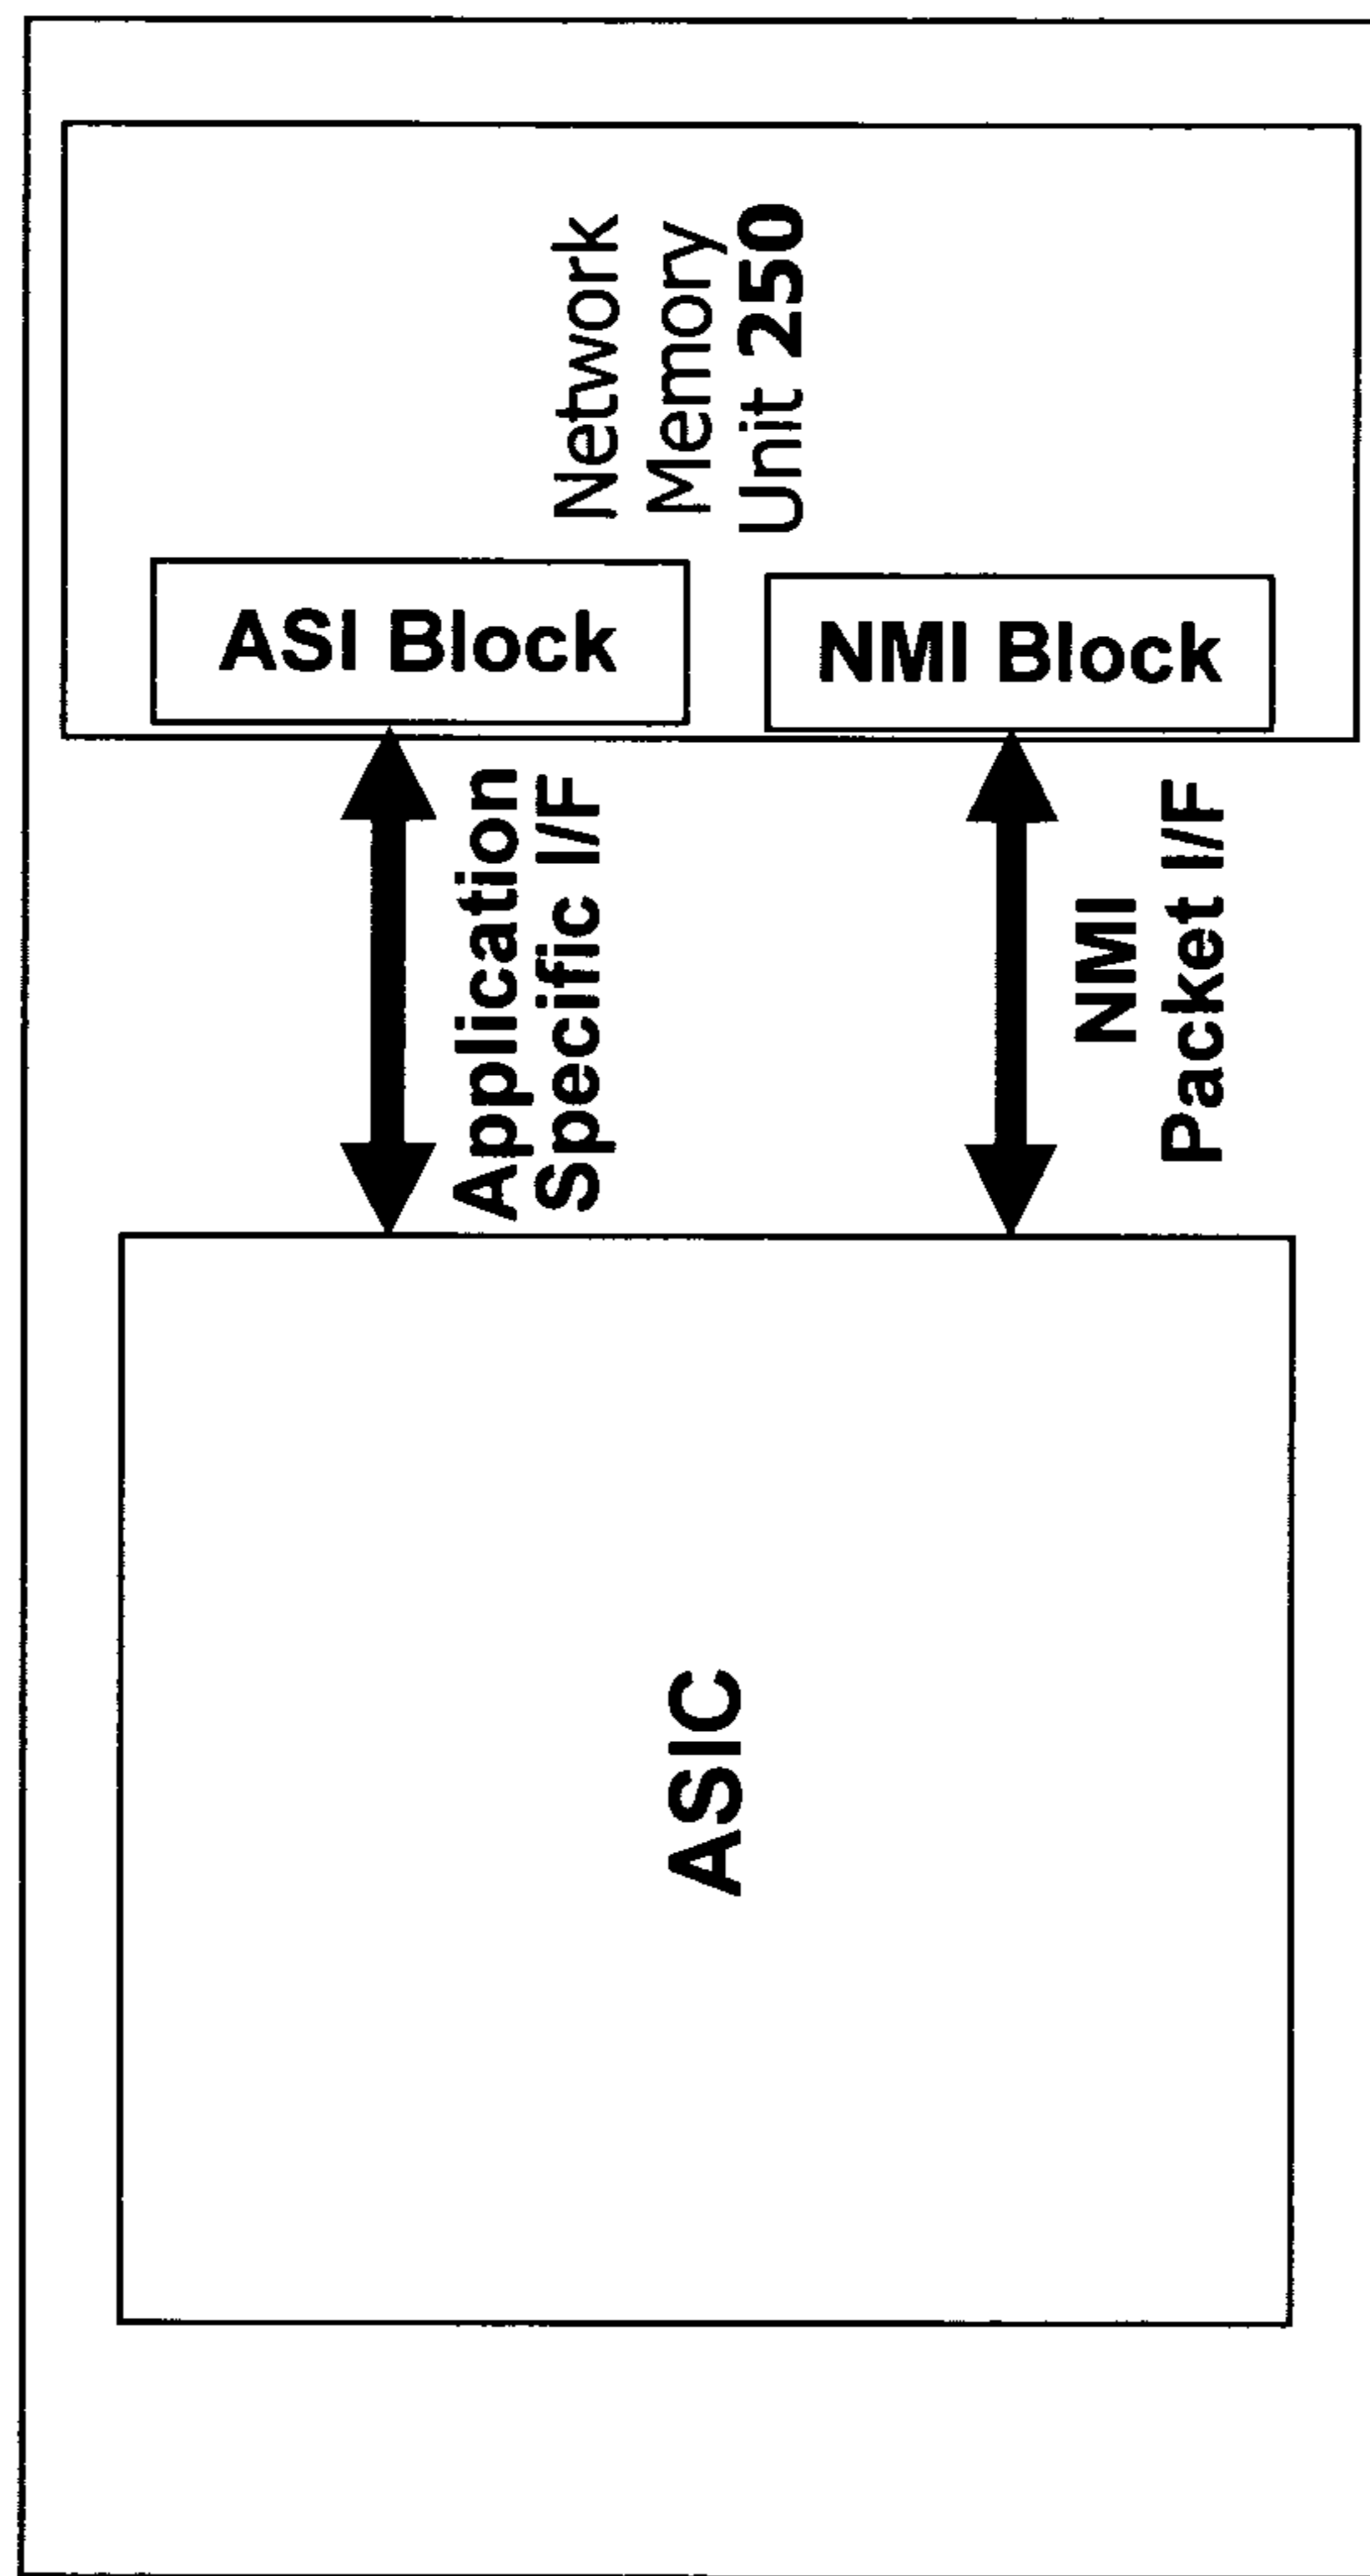 Network
Memory
Unit 250
ASI Block
NMI Block
Application
Specific I/F
NMI
Packet I/F
ASIC